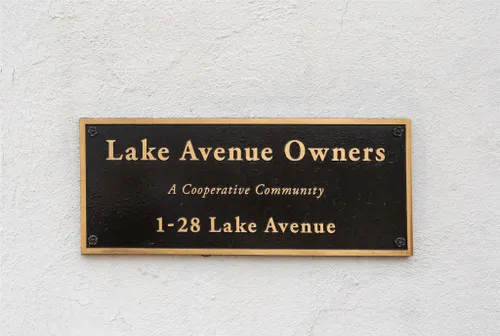 Lake Avenue Owners
A Cooperative Community
1-28 Lake Avenue